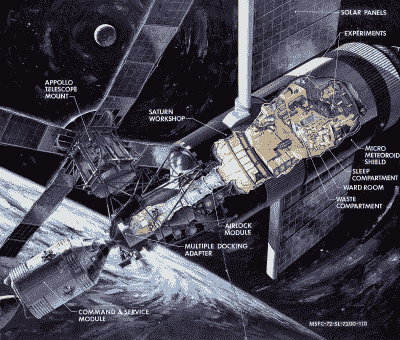 SOLAR PANELS
EXPERIMENTS
APPOLLO
TELESCOPE
MOUNT
SATURN
WORKSHOP
MICRO
METEOROID
SHIELD
SLEEP
COMPARTMENT
WARD ROOM
WASTE
COMPARTMENT
AIRLOCK
MODULE
MULTIPLE DOCKING
ADAPTER
COMMAND & SERVICE
MODULE
MSFC-72-SL-7200-110